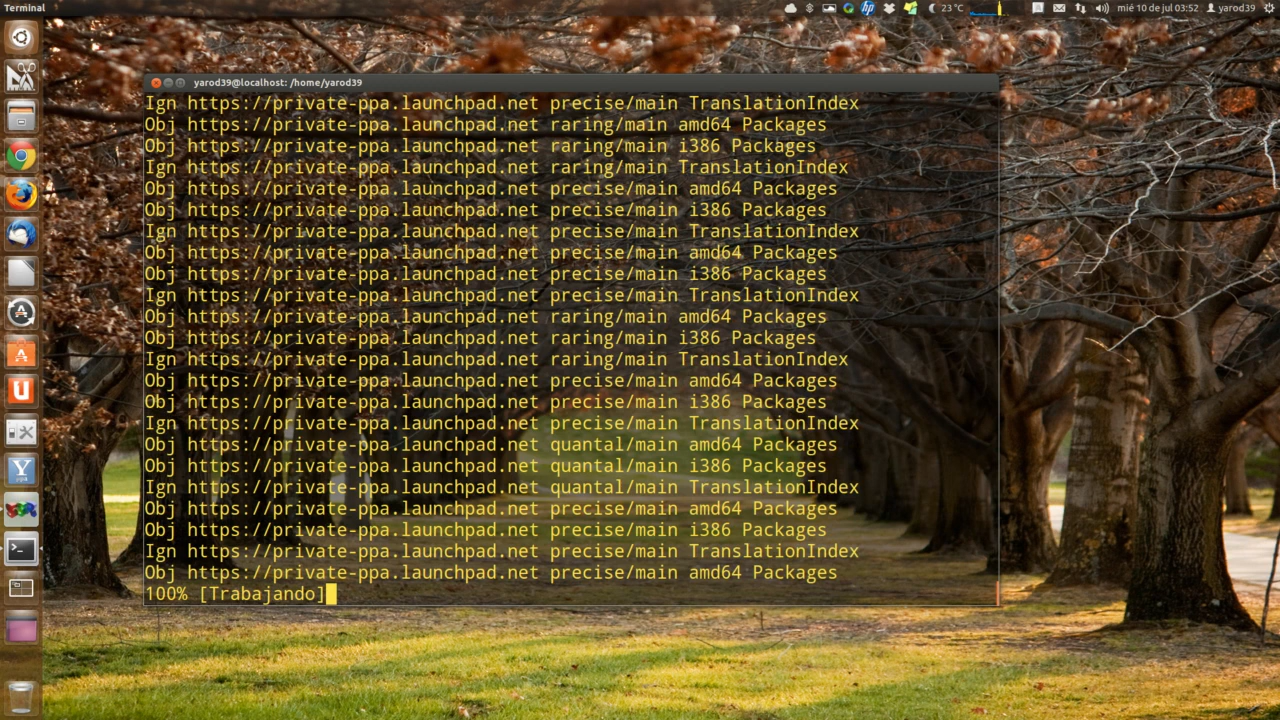 Terminal
23 °C
mié 10 de jul 03:52
yarod39
yarod39@localhost: /home/yarod39
Ign https://private-ppa.launchpad.net precise/main TranslationIndex
Obj https://private-ppa.launchpad.net raring/main amd64 Packages
Obj https://private-ppa.launchpad.net raring/main i386 Packages
Ign https://private-ppa.launchpad.net raring/main TranslationIndex
Obj https://private-ppa.launchpad.net precise/main amd64 Packages
Obj https://private-ppa.launchpad.net precise/main i386 Packages
Ign https://private-ppa.launchpad.net precise/main TranslationIndex
Obj https://private-ppa.launchpad.net precise/main amd64 Packages
Obj https://private-ppa.launchpad.net precise/main i386 Packages
Ign https://private-ppa.launchpad.net precise/main TranslationIndex
Obj https://private-ppa.launchpad.net raring/main amd64 Packages
Obj https://private-ppa.launchpad.net raring/main i386 Packages
Ign https://private-ppa.launchpad.net raring/main TranslationIndex
Obj https://private-ppa.launchpad.net precise/main amd64 Packages
Obj https://private-ppa.launchpad.net precise/main i386 Packages
Ign https://private-ppa.launchpad.net precise/main TranslationIndex
Obj https://private-ppa.launchpad.net quantal/main amd64 Packages
Obj https://private-ppa.launchpad.net quantal/main i386 Packages
Ign https://private-ppa.launchpad.net quantal/main TranslationIndex
Obj https://private-ppa.launchpad.net precise/main amd64 Packages
Obj https://private-ppa.launchpad.net precise/main i386 Packages
Ign https://private-ppa.launchpad.net precise/main TranslationIndex
Obj https://private-ppa.launchpad.net precise/main amd64 Packages
100% [Trabajando]